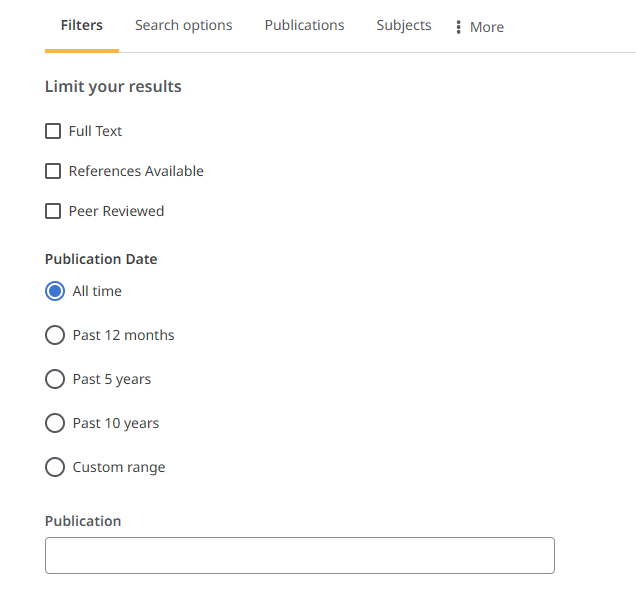 Filters Search options Publications Subjects More
Limit your results
Full Text
References Available
Peer Reviewed
Publication Date
All time
Past 12 months
Past 5 years
Past 10 years
Custom range
Publication